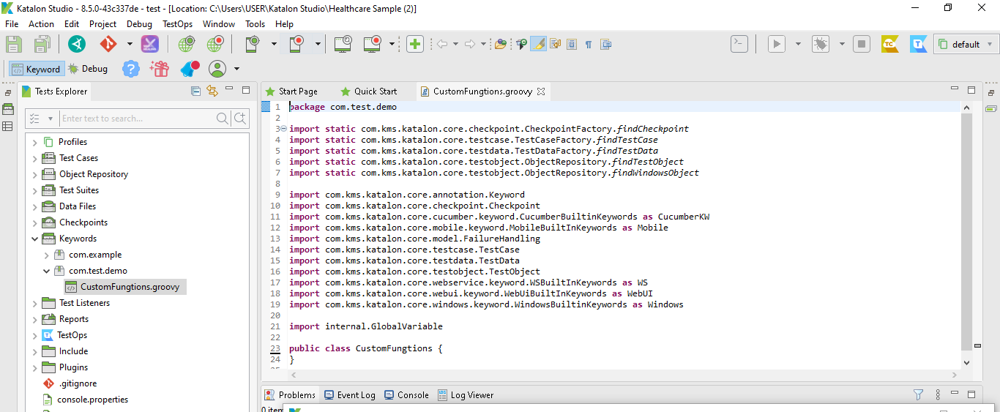 Katalon Studio - 8.5.0-43c337de - test - [Location: C:\Users\USER\Katalon Studio\Healthcare Sample (2)]
File Action Edit Project Debug TestOps Window Tools Help
TC T default
Keyword Debug
Tests Explorer
Enter text to search...
Profiles
Test Cases
Object Repository
Test Suites
Data Files
Checkpoints
Keywords
com.example
com.test.demo
CustomFungtions.groovy
Test Listeners
Reports
TestOps
Include
Plugins
.gitignore
console.properties
Start Page Quick Start CustomFungtions.groovy
1 package com.test.demo
2
3 import static com.kms.katalon.core.checkpoint.CheckpointFactory.findCheckpoint
4 import static com.kms.katalon.core.testcase.TestCaseFactory.findTestCase
5 import static com.kms.katalon.core.testdata.TestDataFactory.findTestData
6 import static com.kms.katalon.core.testobject.ObjectRepository.findTestObject
7 import static com.kms.katalon.core.testobject.ObjectRepository.findWindowsObject
8
9 import com.kms.katalon.core.annotation.Keyword
10 import com.kms.katalon.core.checkpoint.Checkpoint
11 import com.kms.katalon.core.cucumber.keyword.CucumberBuiltinKeywords as CucumberKW
12 import com.kms.katalon.core.mobile.keyword.MobileBuiltInKeywords as Mobile
13 import com.kms.katalon.core.model.FailureHandling
14 import com.kms.katalon.core.testcase.TestCase
15 import com.kms.katalon.core.testdata.TestData
16 import com.kms.katalon.core.testobject.TestObject
17 import com.kms.katalon.core.webservice.keyword.WSBuiltInKeywords as WS
18 import com.kms.katalon.core.webui.keyword.WebUiBuiltInKeywords as WebUI
19 import com.kms.katalon.core.windows.keyword.WindowsBuiltinKeywords as Windows
20
21 import internal.GlobalVariable
22
23 public class CustomFungtions {
24 }
Problems Event Log Console Log Viewer